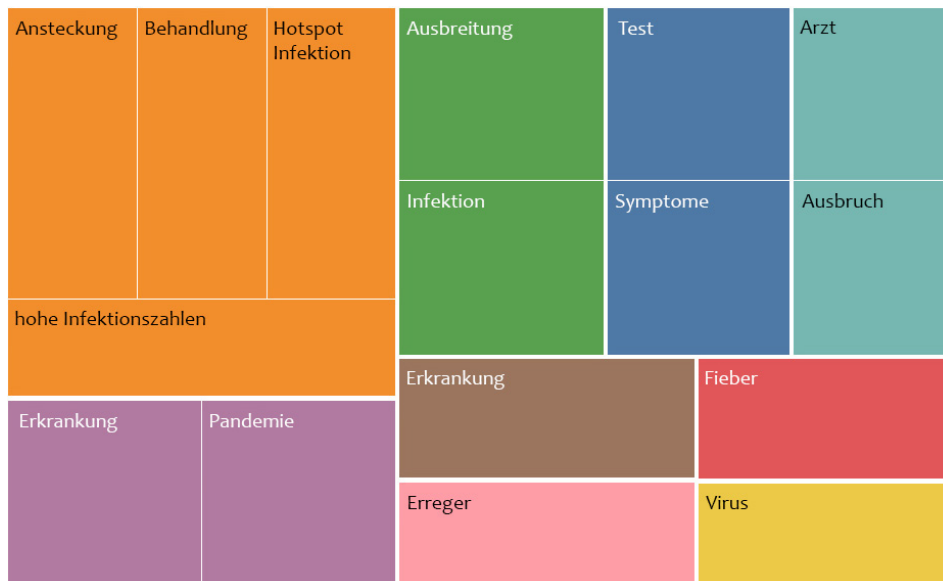 Ansteckung
Behandlung
Hotspot
Infektion
hohe Infektionszahlen
Erkrankung
Pandemie
Ausbreitung
Infektion
Test
Symptome
Arzt
Ausbruch
Erkrankung
Fieber
Erreger
Virus